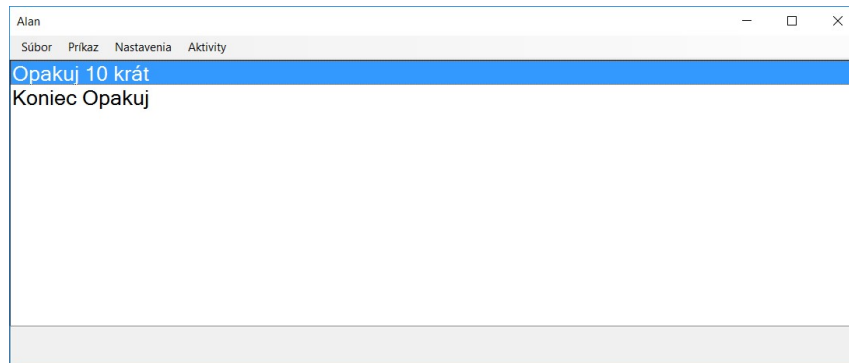 Alan
Súbor Príkaz Nastavenia Aktivity
Opakuj 10 krát
Koniec Opakuj